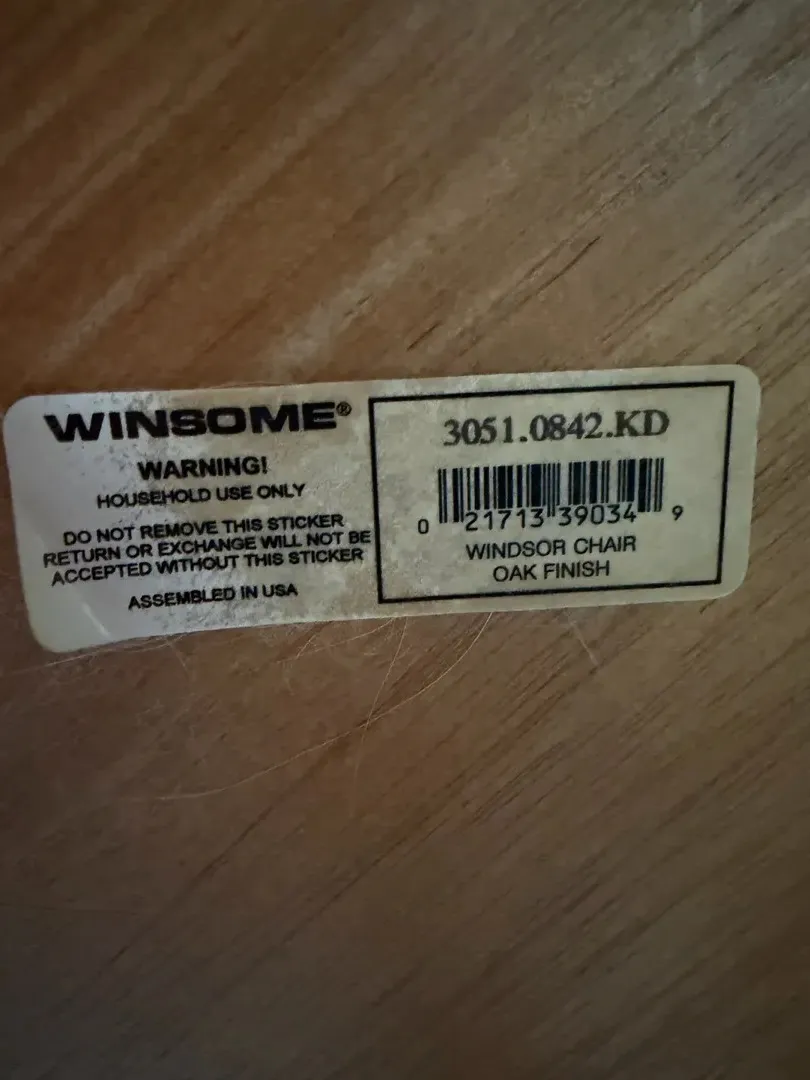 WINSOME®
WARNING!
HOUSEHOLD USE ONLY
DO NOT REMOVE THIS STICKER
RETURN OR EXCHANGE WILL NOT BE
ACCEPTED WITHOUT THIS STICKER
ASSEMBLED IN USA
3051.0842.KD
0 21713 39034 9
WINDSOR CHAIR
OAK FINISH